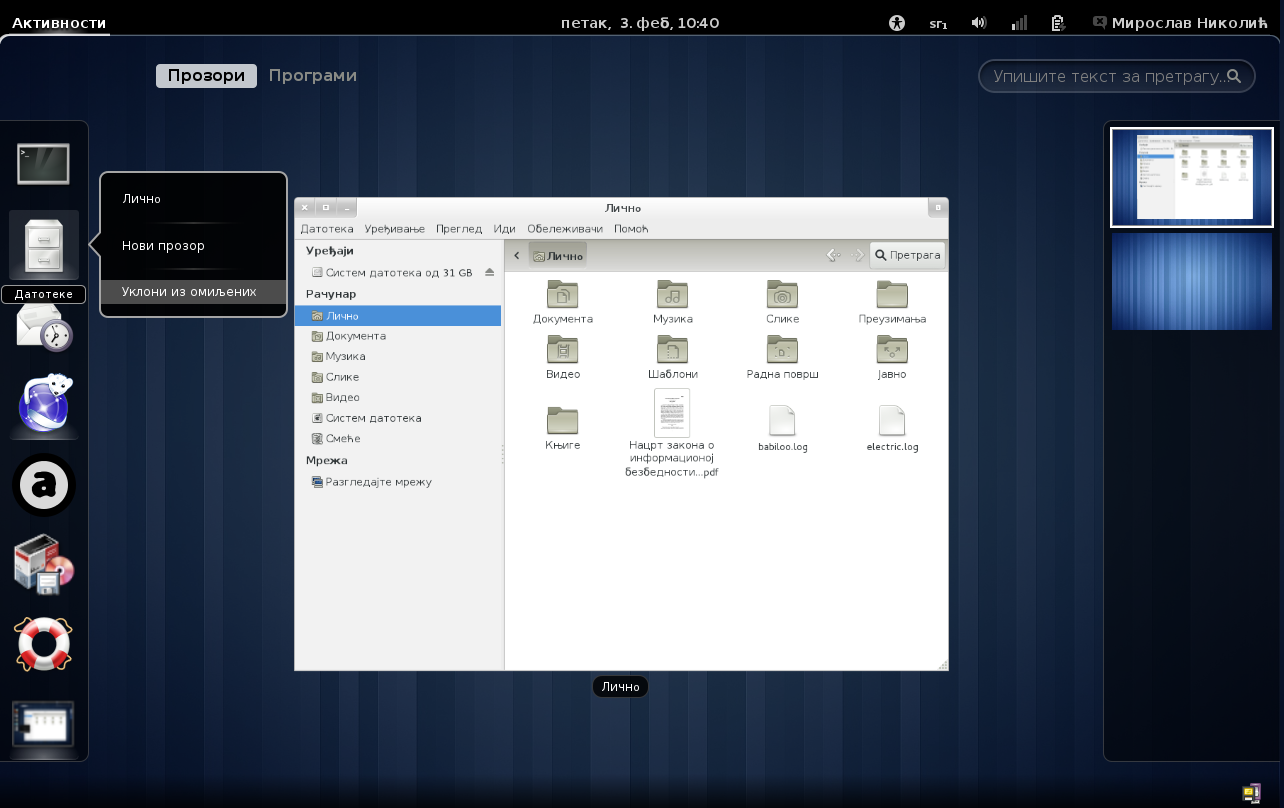 Активности
петак, 3. феб, 10:40
sr₁
Мирослав Николић
Прозори
Програми
Упишите текст за претрагу...
Лично
Нови прозор
Уклони из омиљених
Датотеке
Лично
Датотека Уређивање Преглед Иди Обележивачи Помоћ
Уређаји
Систем датотека од 31 GB
Рачунар
Лично
Документа
Музика
Слике
Видео
Систем датотека
Смеће
Мрежа
Разгледајте мрежу
Лично
Претрага
Документа
Музика
Слике
Преузимања
Видео
Шаблони
Радна површ
Јавно
Књиге
Нацрт закона о
информационој
безбедности...pdf
babiloo.log
electric.log
Лично